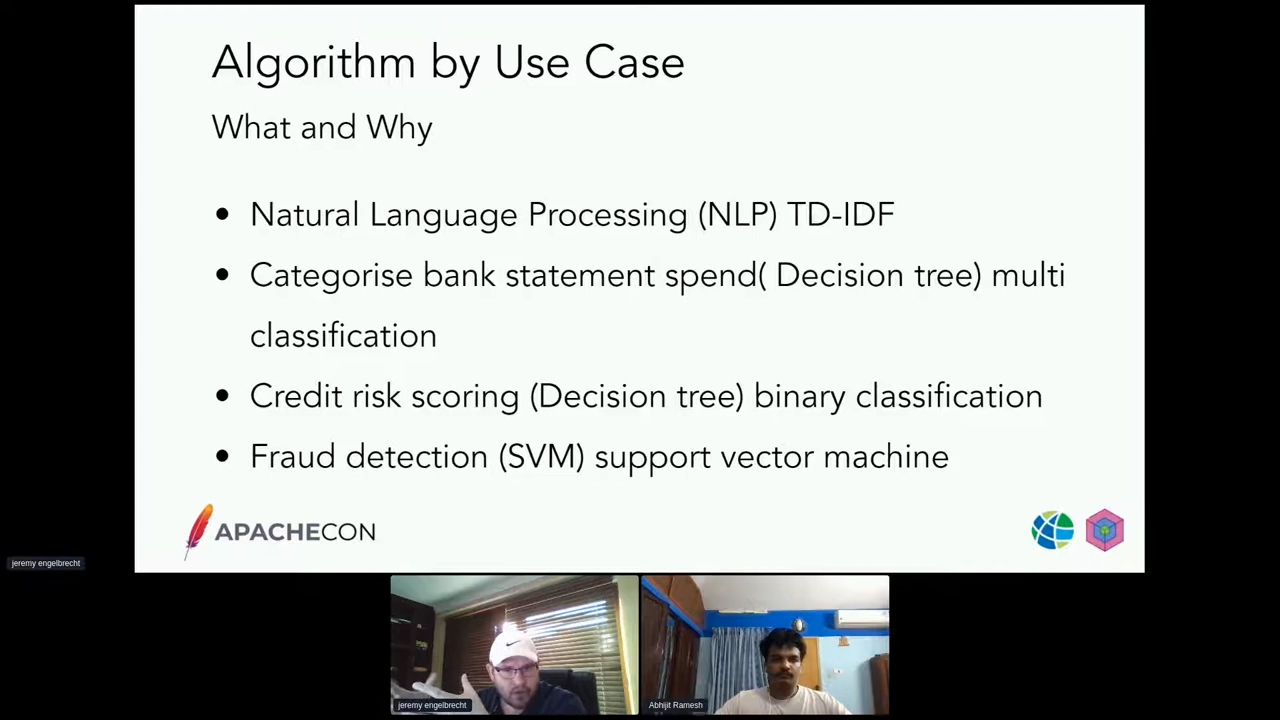 Algorithm by Use Case
What and Why
• Natural Language Processing (NLP) TD-IDF
• Categorise bank statement spend( Decision tree) multi
classification
• Credit risk scoring (Decision tree) binary classification
• Fraud detection (SVM) support vector machine
APACHECON
jeremy engelbrecht
jeremy engelbrecht
Abhijit Ramesh